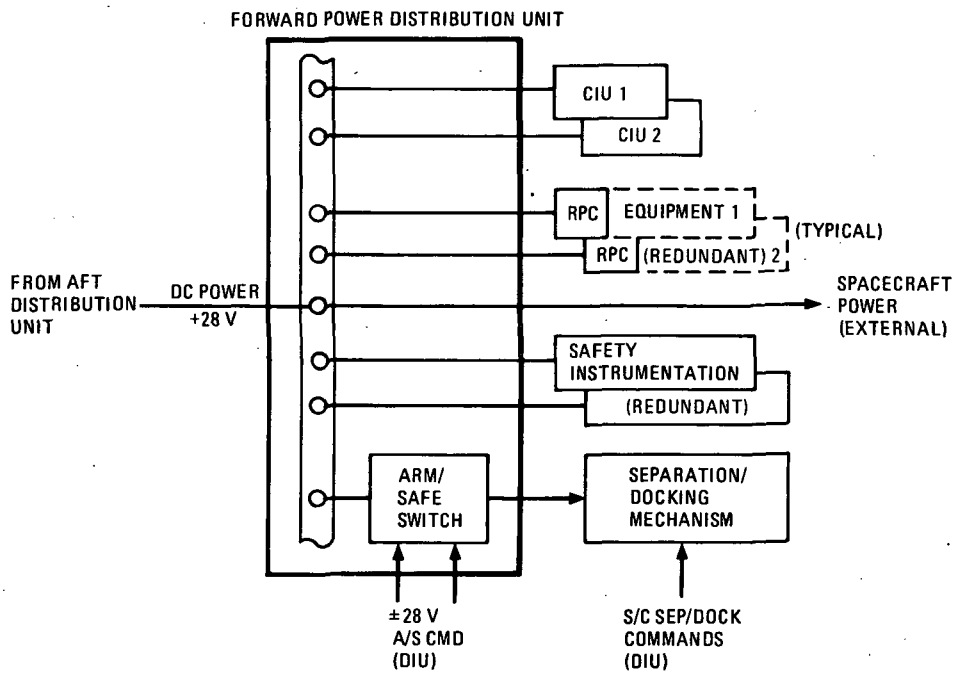 FORWARD POWER DISTRIBUTION UNIT
CIU 1
CIU 2
RPC
EQUIPMENT 1
(TYPICAL)
RPC
(REDUNDANT) 2
FROM AFT
DISTRIBUTION
UNIT
DC POWER
+28 V
SPACECRAFT
POWER
(EXTERNAL)
SAFETY
INSTRUMENTATION
(REDUNDANT)
ARM/
SAFE
SWITCH
SEPARATION/
DOCKING
MECHANISM
±28 V
A/S CMD
(DIU)
S/C SEP/DOCK
COMMANDS
(DIU)